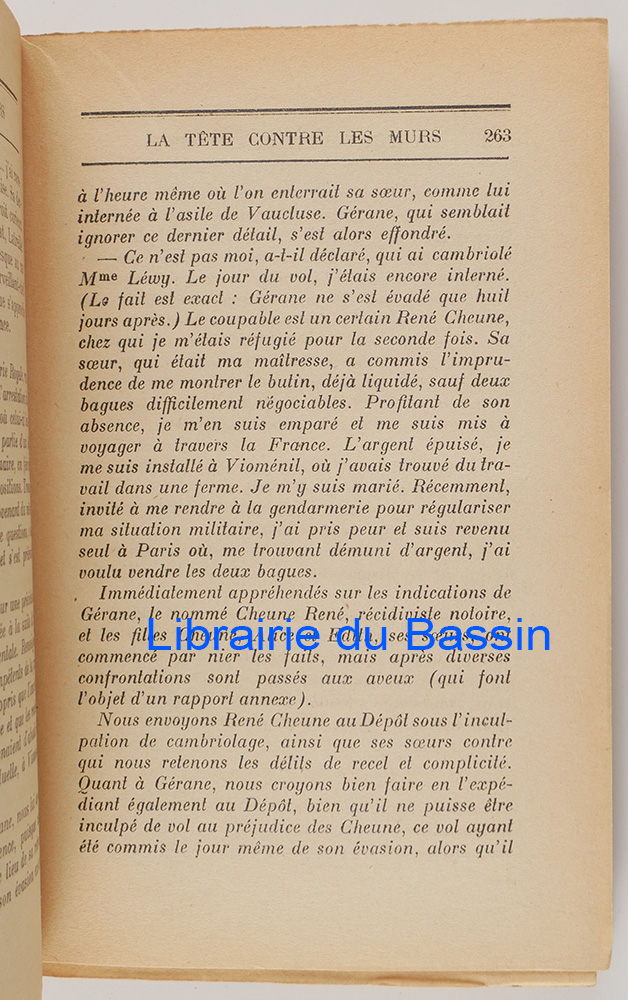 LA TÊTE CONTRE LES MURS 263
à l'heure même où l'on enterrait sa sœur, comme lui
internée à l'asile de Vaucluse. Gérane, qui semblait
ignorer ce dernier détail, s'est alors effondré.
— Ce n'est pas moi, a-t-il déclaré, qui ai cambriolé
Mme Léwy. Le jour du vol, j'étais encore interné.
(Le fait est exact : Gérane ne s'est évadé que huit
jours après.) Le coupable est un certain René Cheune,
chez qui je m'étais réfugié pour la seconde fois. Sa
sœur, qui était ma maîtresse, a commis l'impru-
dence de me montrer le butin, déjà liquidé, sauf deux
bagues difficilement négociables. Profitant de son
absence, je m'en suis emparé et me suis mis à
voyager à travers la France. L'argent épuisé, je
me suis installé à Vioménil, où j'avais trouvé du tra-
vail dans une ferme. Je m'y suis marié. Récemment,
invité à me rendre à la gendarmerie pour régulariser
ma situation militaire, j'ai pris peur et suis revenu
seul à Paris où, me trouvant démuni d'argent, j'ai
voulu vendre les deux bagues.
Immédiatement appréhendés sur les indications de
Gérane, le nommé Cheune René, récidiviste notoire,
et les filles Cheune, Alice et Edith, ses sœurs, ont
Librairie du Bassin
commencé par nier les faits, mais après diverses
confrontations sont passés aux aveux (qui font
l'objet d'un rapport annexe).
Nous envoyons René Cheune au Dépôt sous l'incul-
pation de cambriolage, ainsi que ses sœurs contre
qui nous retenons les délits de recel et complicité.
Quant à Gérane, nous croyons bien faire en l'expé-
diant également au Dépôt, bien qu'il ne puisse être
inculpé de vol au préjudice des Cheune, ce vol ayant
été commis le jour même de son évasion, alors qu'il